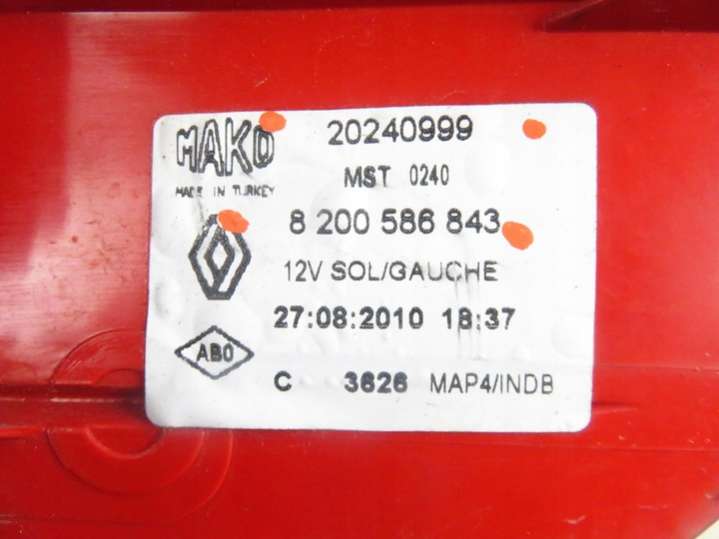 MAKO 20240999
MADE IN TURKEY MST 0240
8 200 586 843
12V SOL/GAUCHE
27:08:2010 18:37
ABO
C 3626 MAP4/INDB